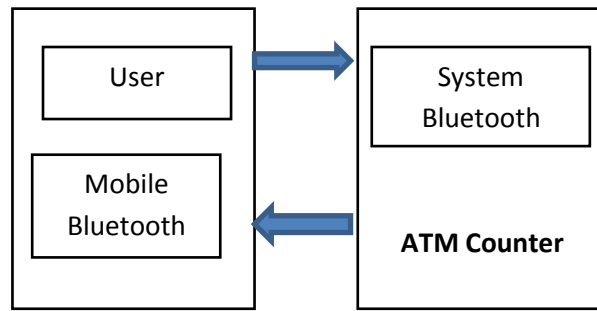 User
System
Bluetooth
Mobile
Bluetooth
ATM Counter